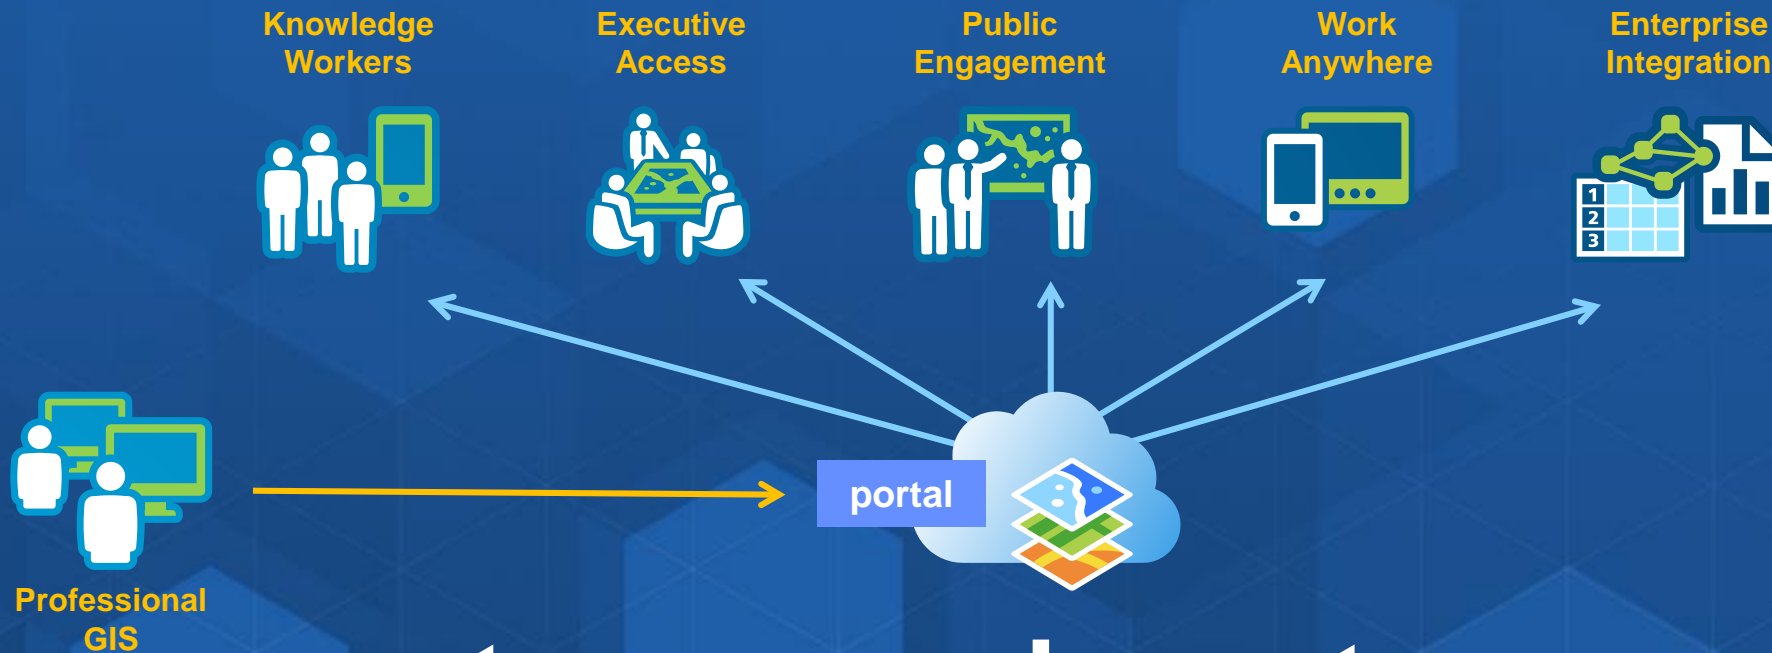 Knowledge
Workers
Executive
Access
Public
Engagement
Work
Anywhere
Enterprise
Integration
1
2
3
portal
Professional
GIS